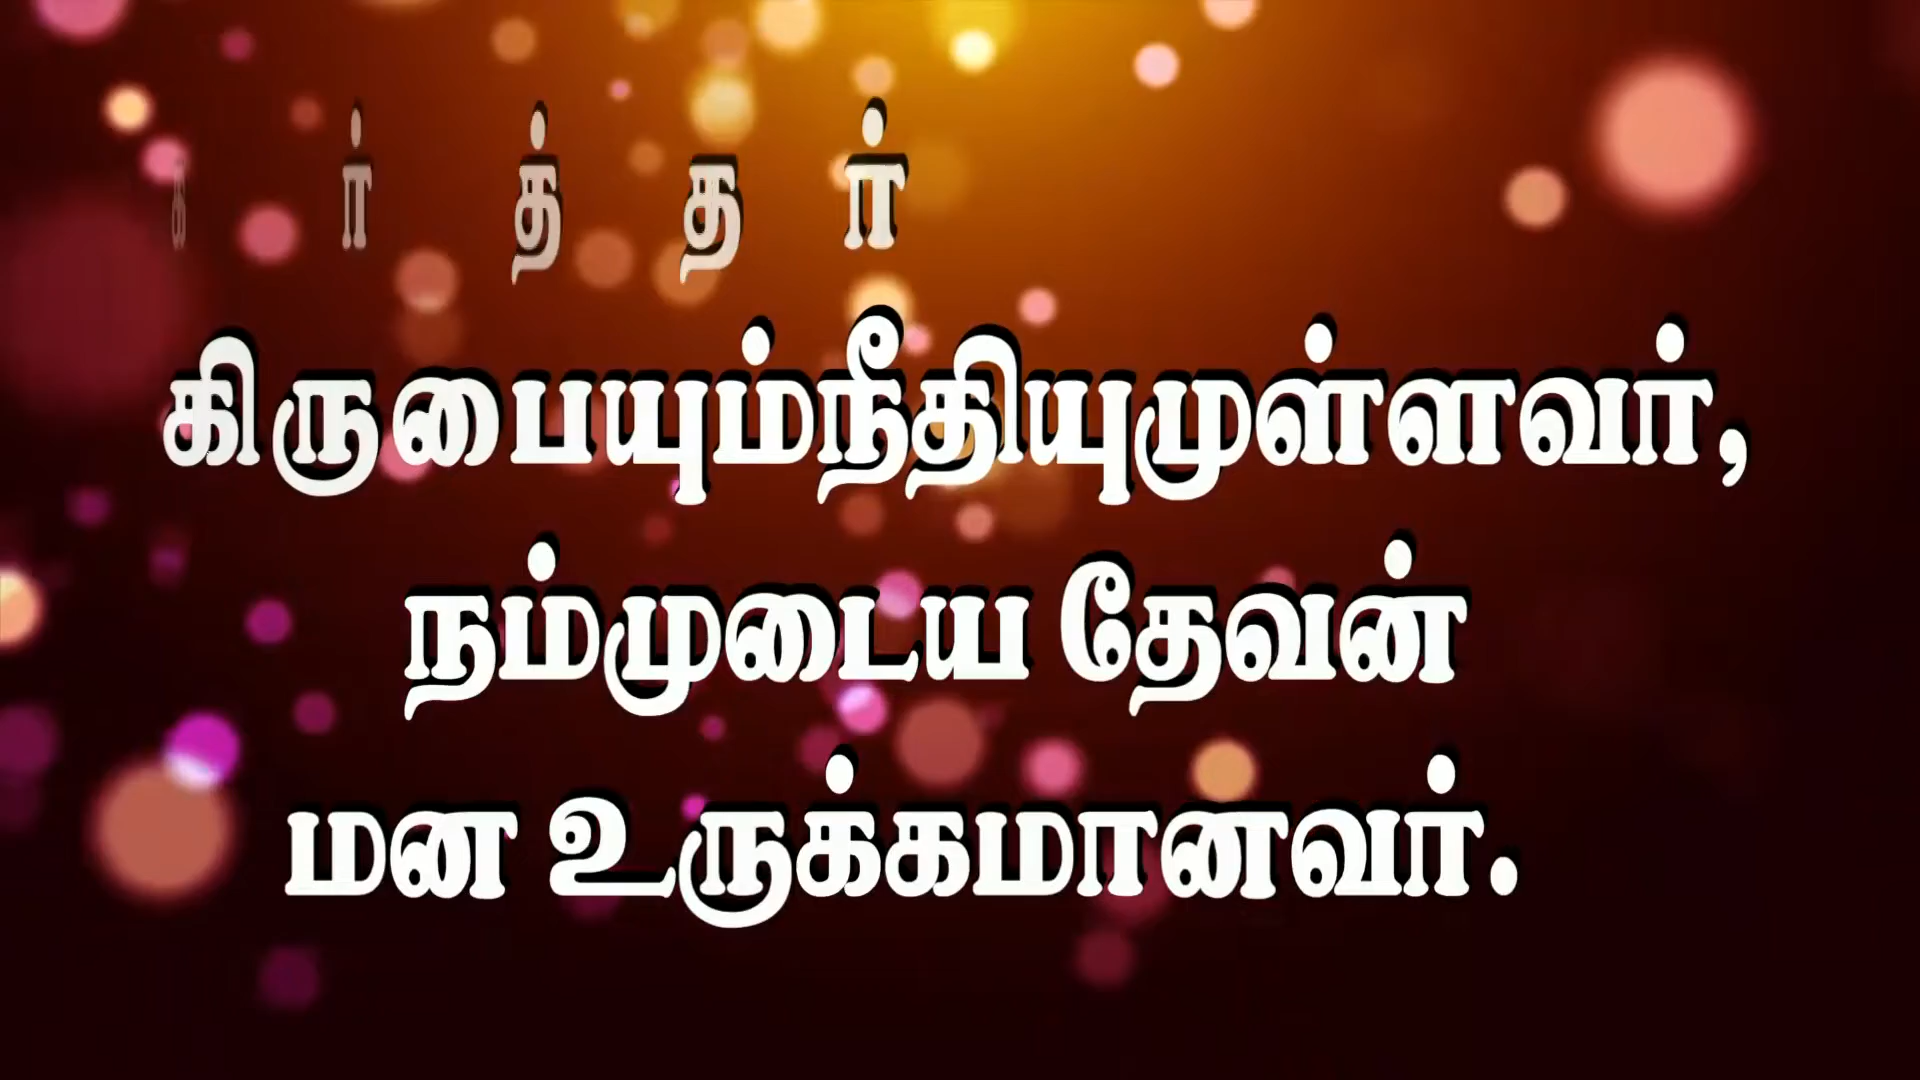 கர்த்தர்
கிருபையும்நீதியுமுள்ளவர்,
நம்முடைய தேவன்
மன உருக்கமானவர்.